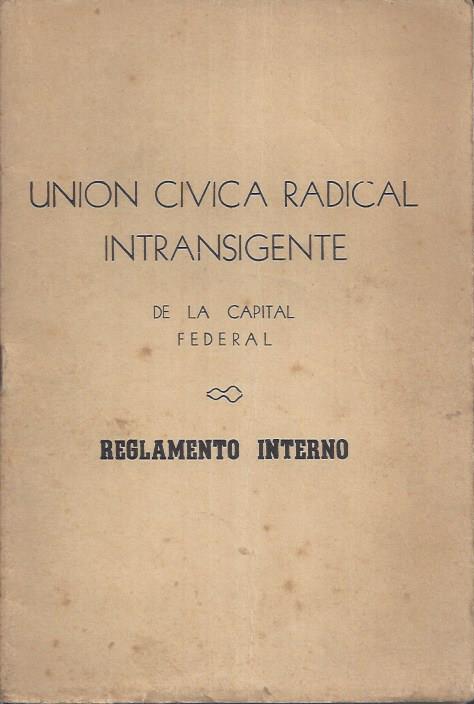 UNION CIVICA RADICAL
INTRANSIGENTE
DE LA CAPITAL
FEDERAL
REGLAMENTO INTERNO